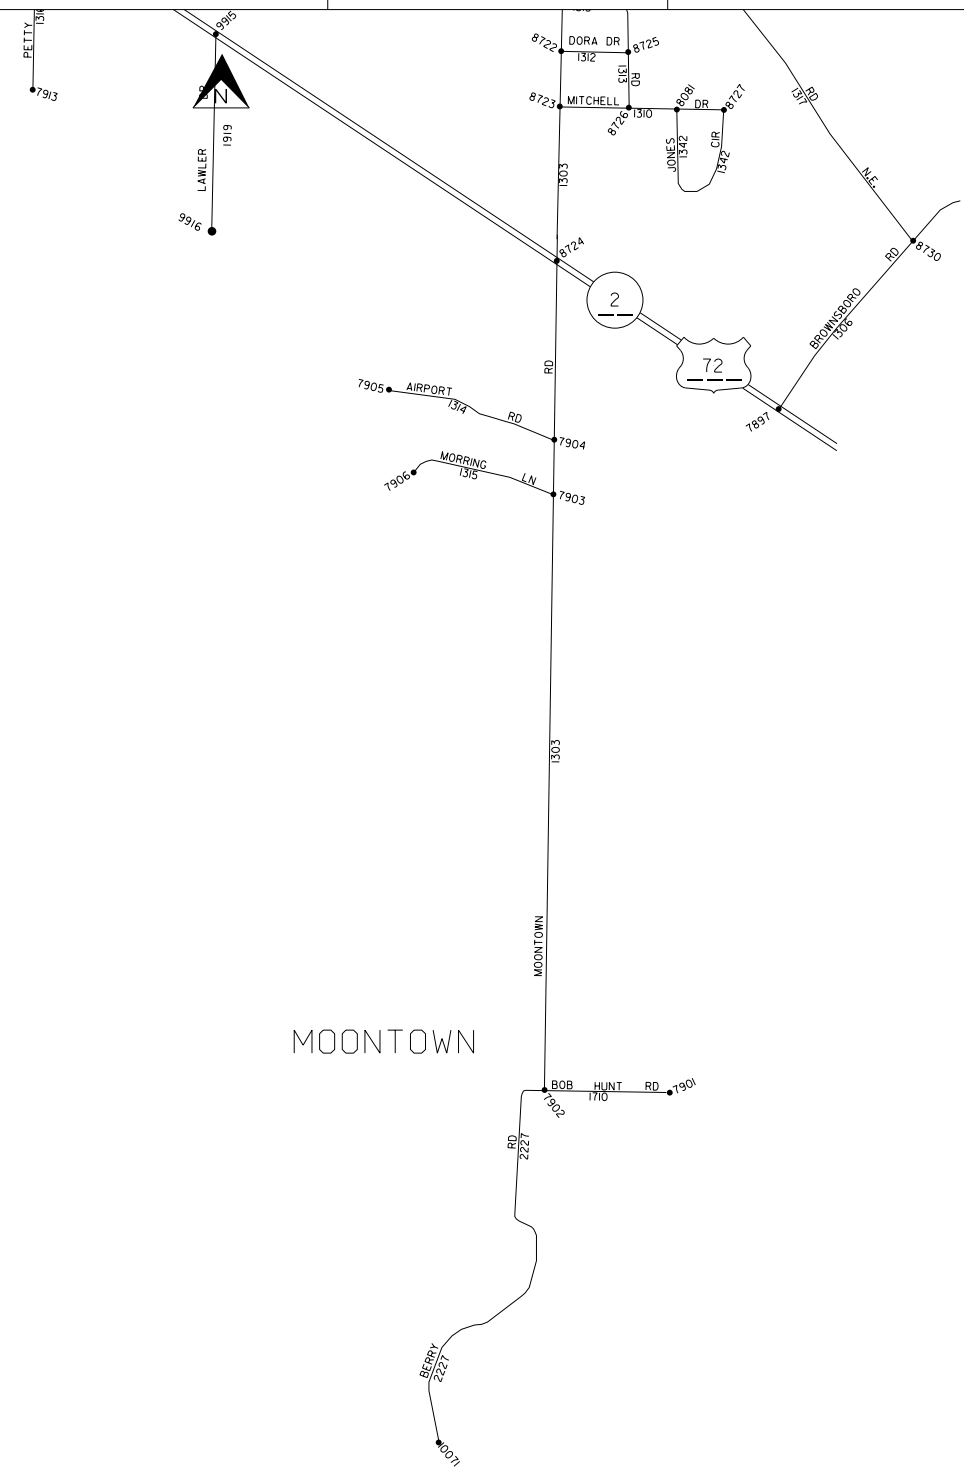 PETTY
7913
9915
N
LAWLER
1919
9916
8722
DORA DR
1312
8725
1313
RD
8723
MITCHELL
8726
1310
8081
DR
8727
JONES
1342
CIR
1342
1303
RD
1317
N.E.
8730
RD
BROWNSBORO
1306
8724
2
72
7897
RD
7905
AIRPORT
1314
RD
7904
MORRING
1315
LN
7906
7903
1303
MOONTOWN
MOONTOWN
BOB HUNT RD
1710
7901
7902
RD
2227
BERRY
2227
10071